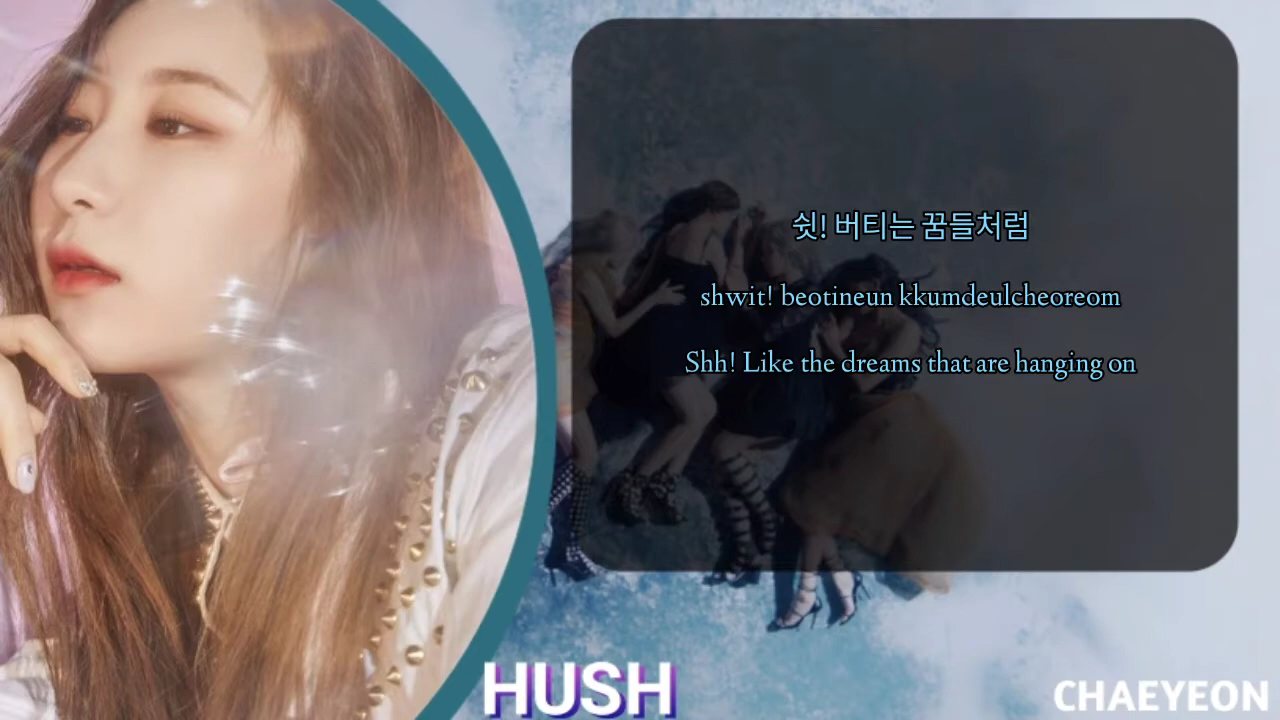 쉿! 버티는 꿈들처럼
shwit! beotineun kkumdeulcheoreom
Shh! Like the dreams that are hanging on
HUSH
CHAEYEON